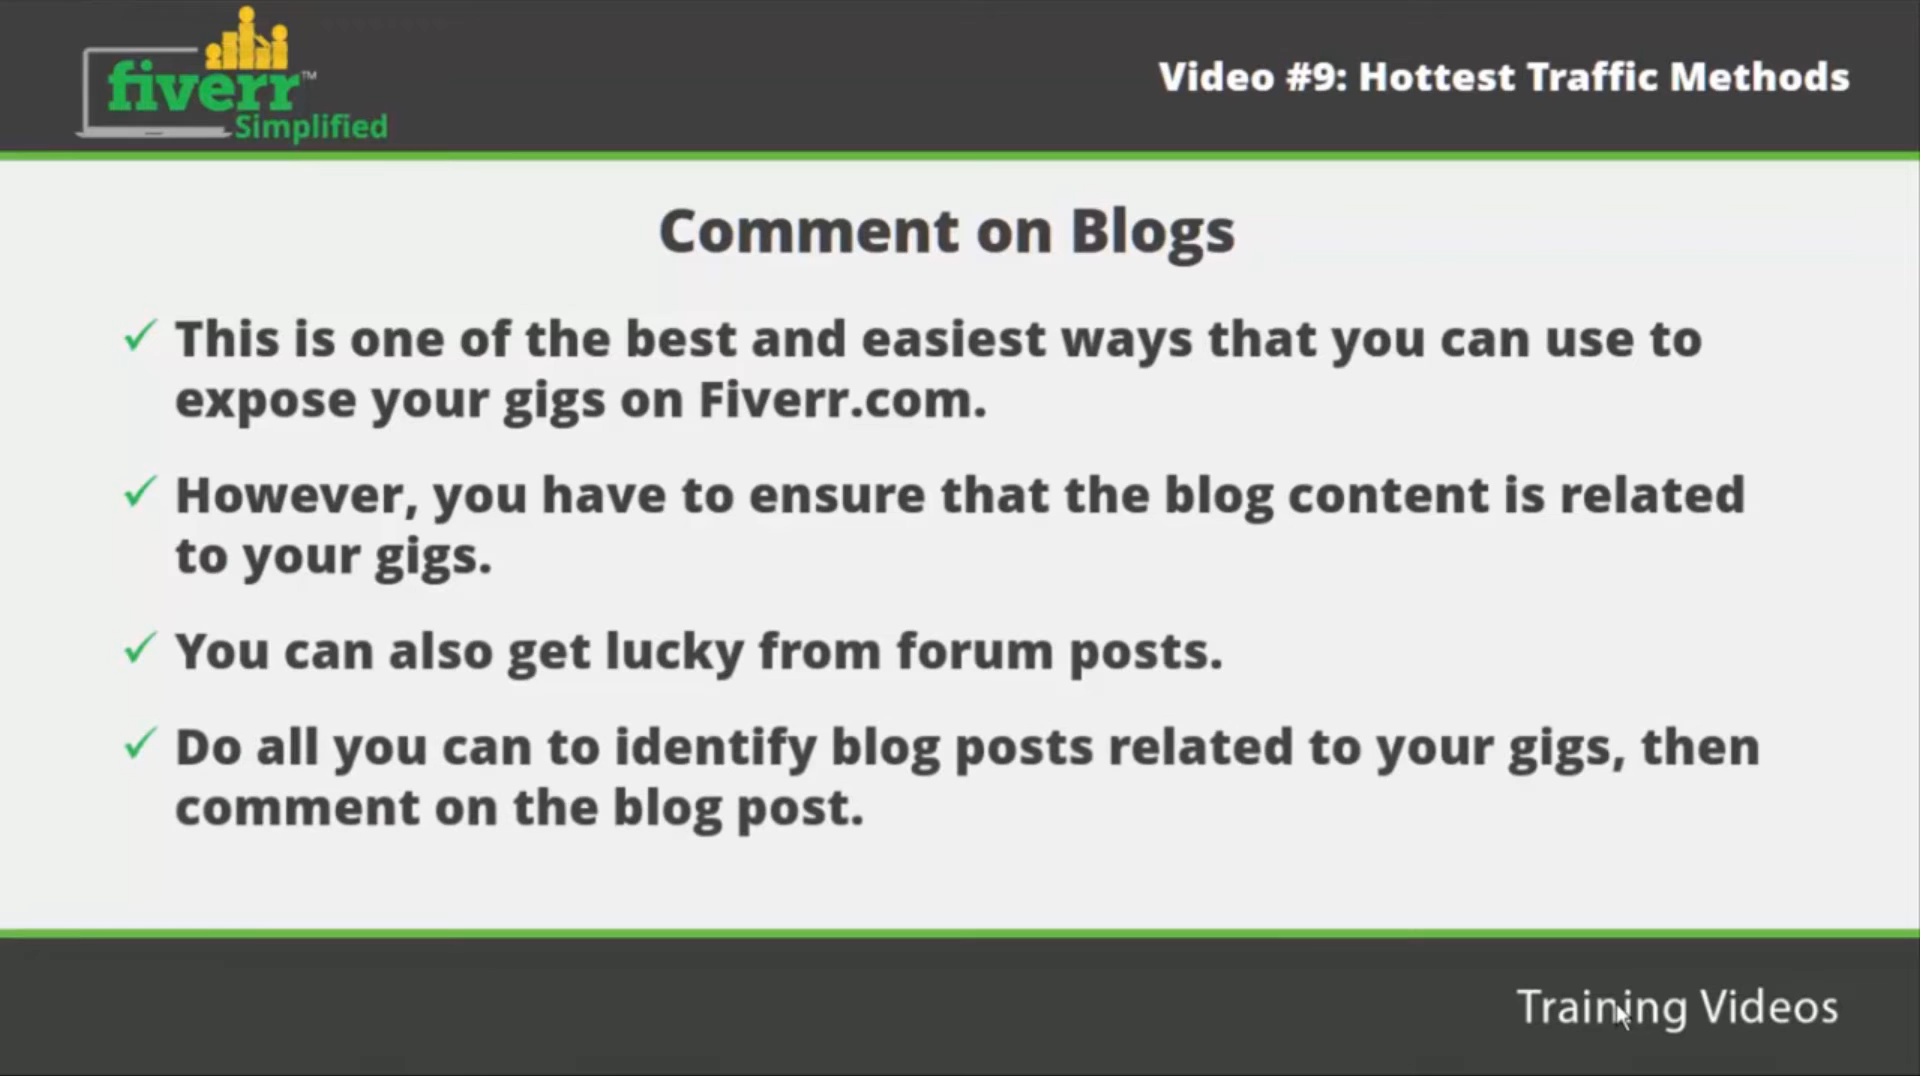 fiverr™
Simplified
Video #9: Hottest Traffic Methods
Comment on Blogs
✓ This is one of the best and easiest ways that you can use to
expose your gigs on Fiverr.com.
✓ However, you have to ensure that the blog content is related
to your gigs.
✓ You can also get lucky from forum posts.
✓ Do all you can to identify blog posts related to your gigs, then
comment on the blog post.
Training Videos